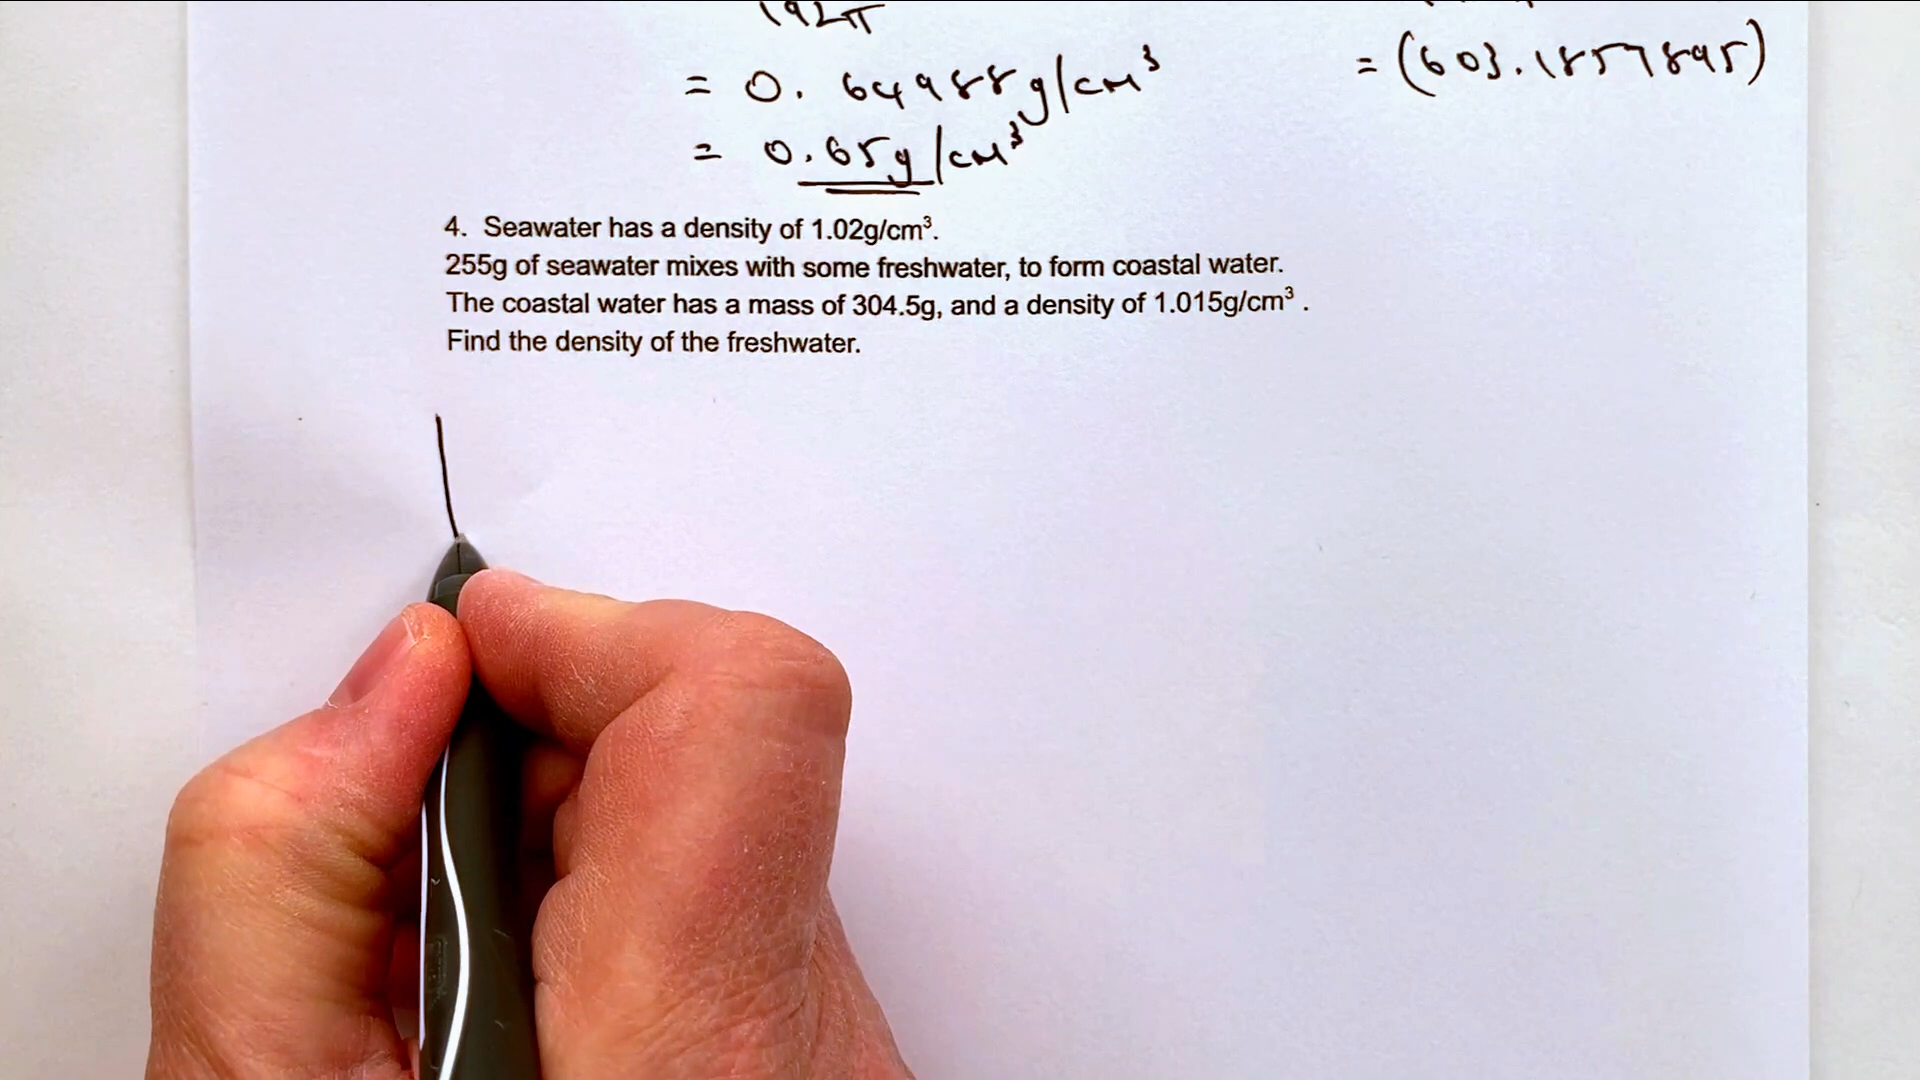 192π
= 0.64988g/cm³
= (603.1857895)
= 0.65g/cm³
4. Seawater has a density of 1.02g/cm³.
255g of seawater mixes with some freshwater, to form coastal water.
The coastal water has a mass of 304.5g, and a density of 1.015g/cm³ .
Find the density of the freshwater.